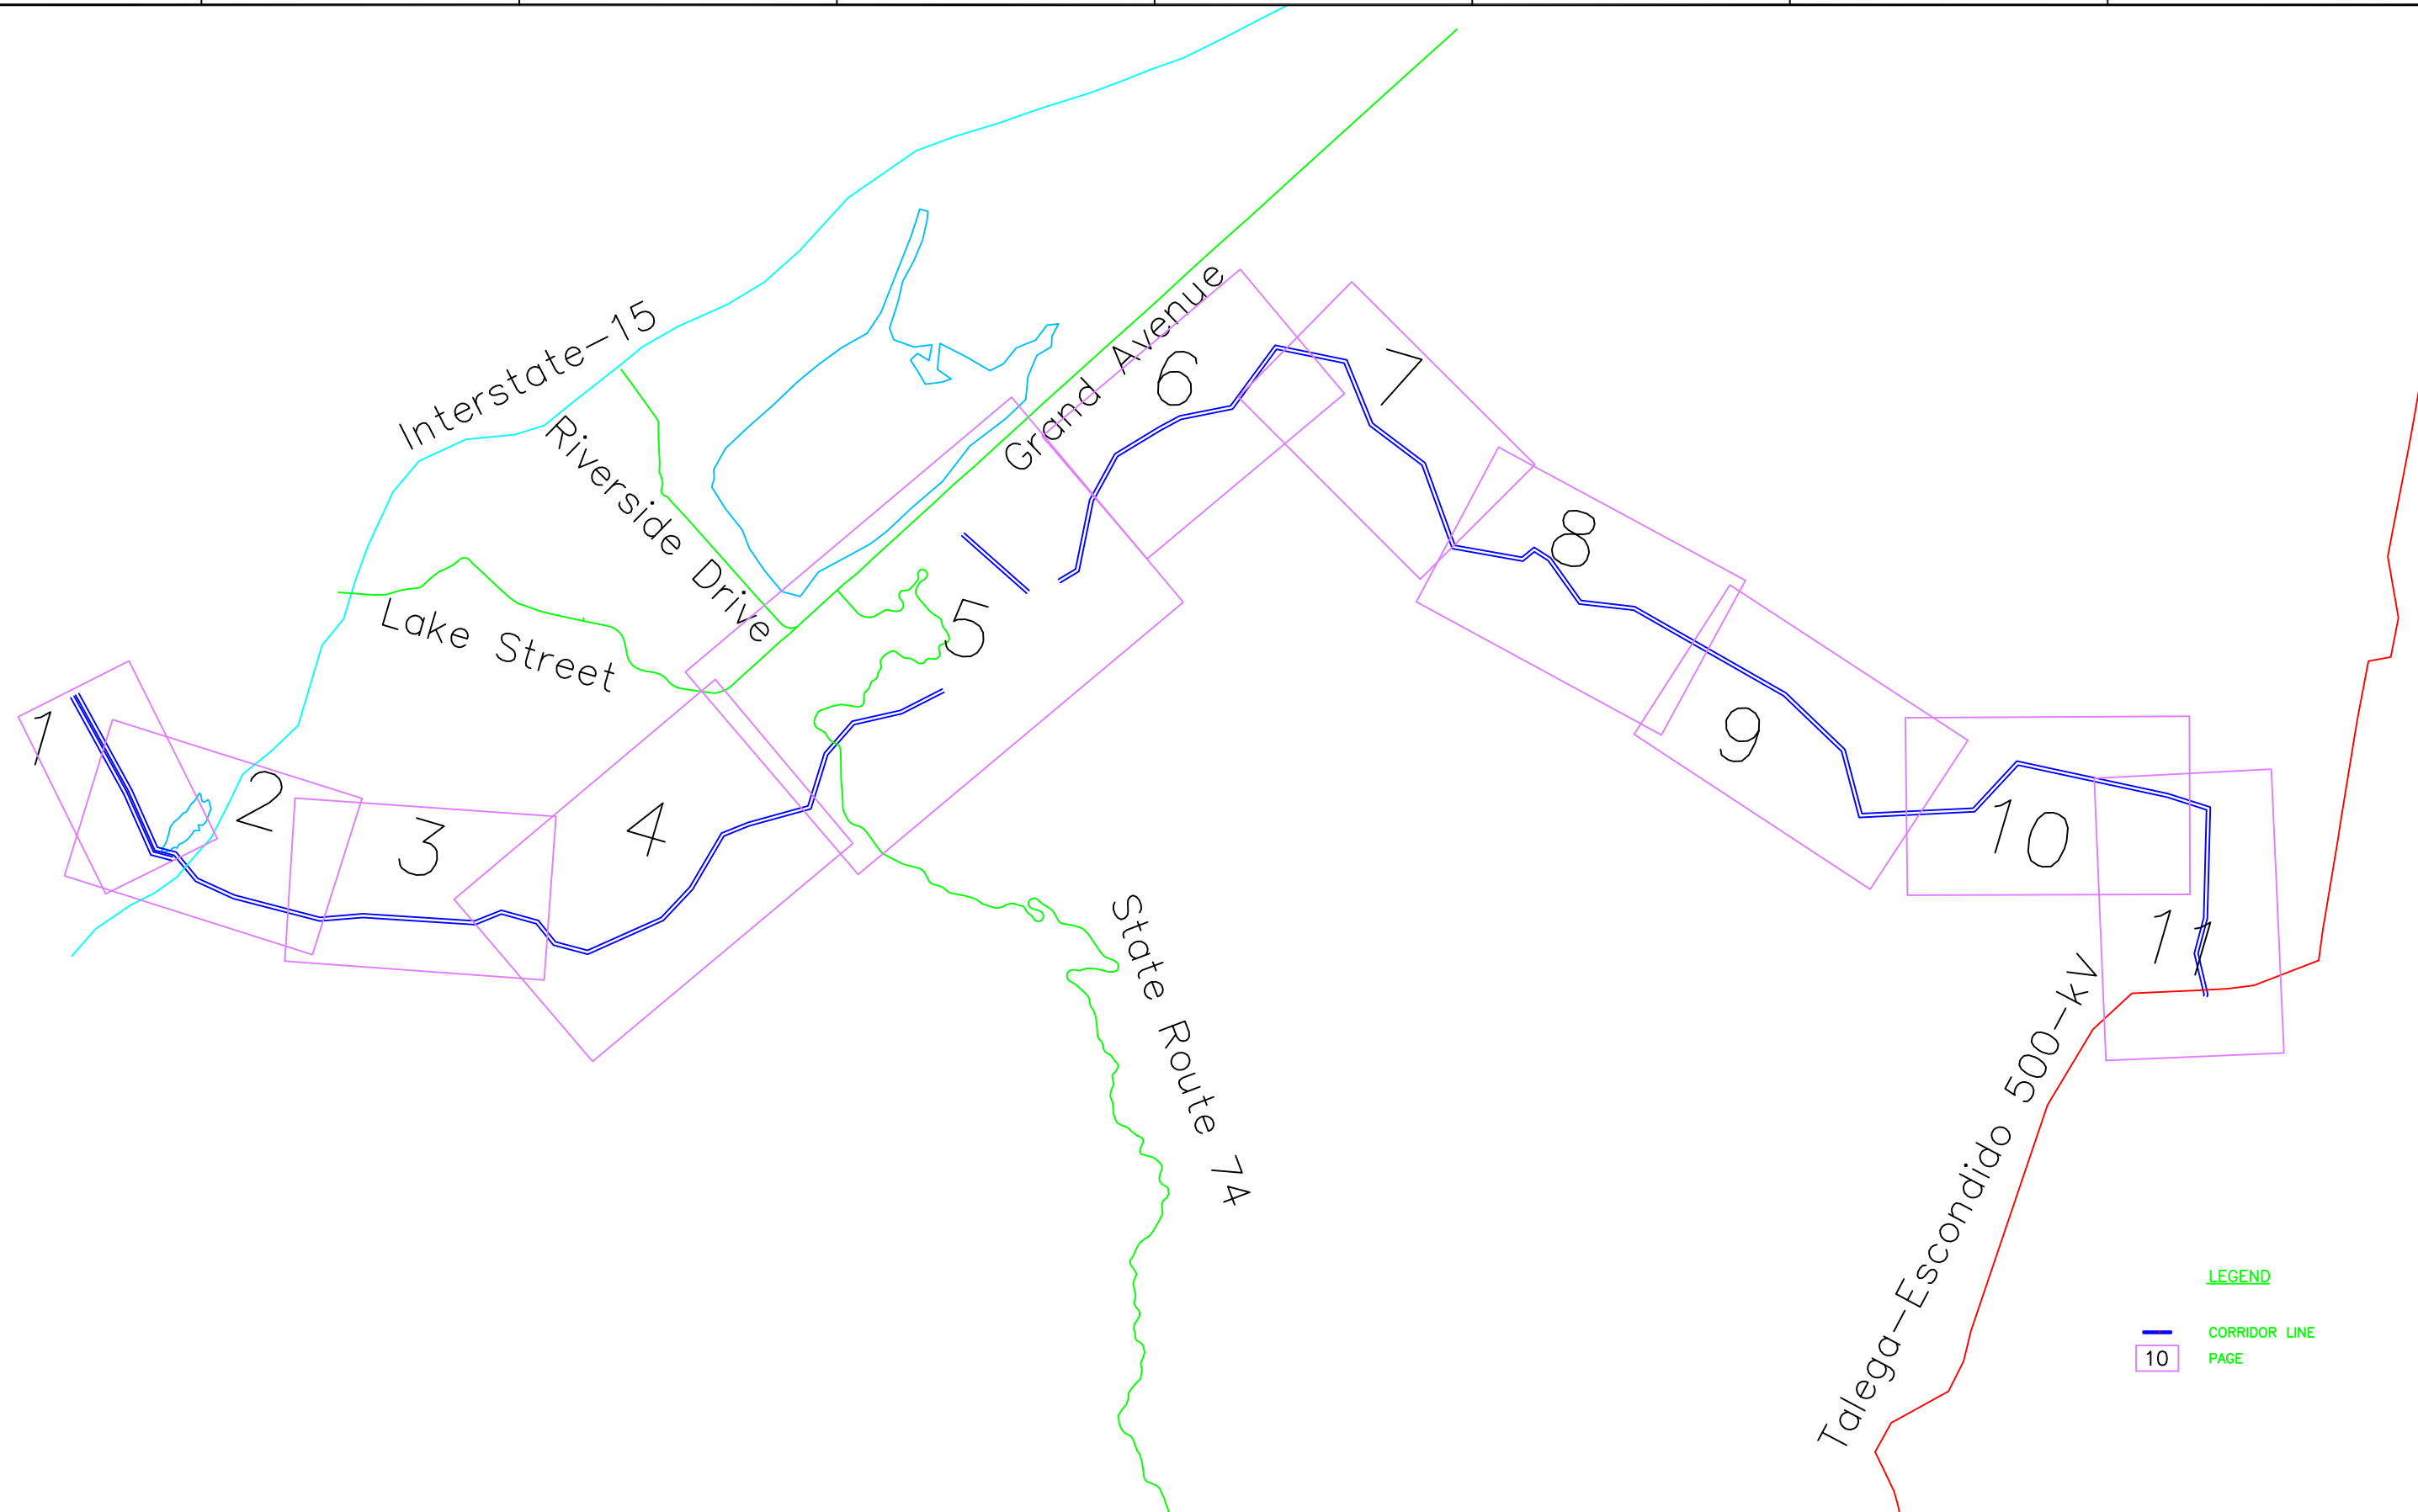 Interstate-15
Riverside Drive
Lake Street
Grand Avenue
1
2
3
4
5
6
7
8
9
10
11
State Route 74
Talega-Escondido 500-kV
LEGEND
CORRIDOR LINE
10 PAGE